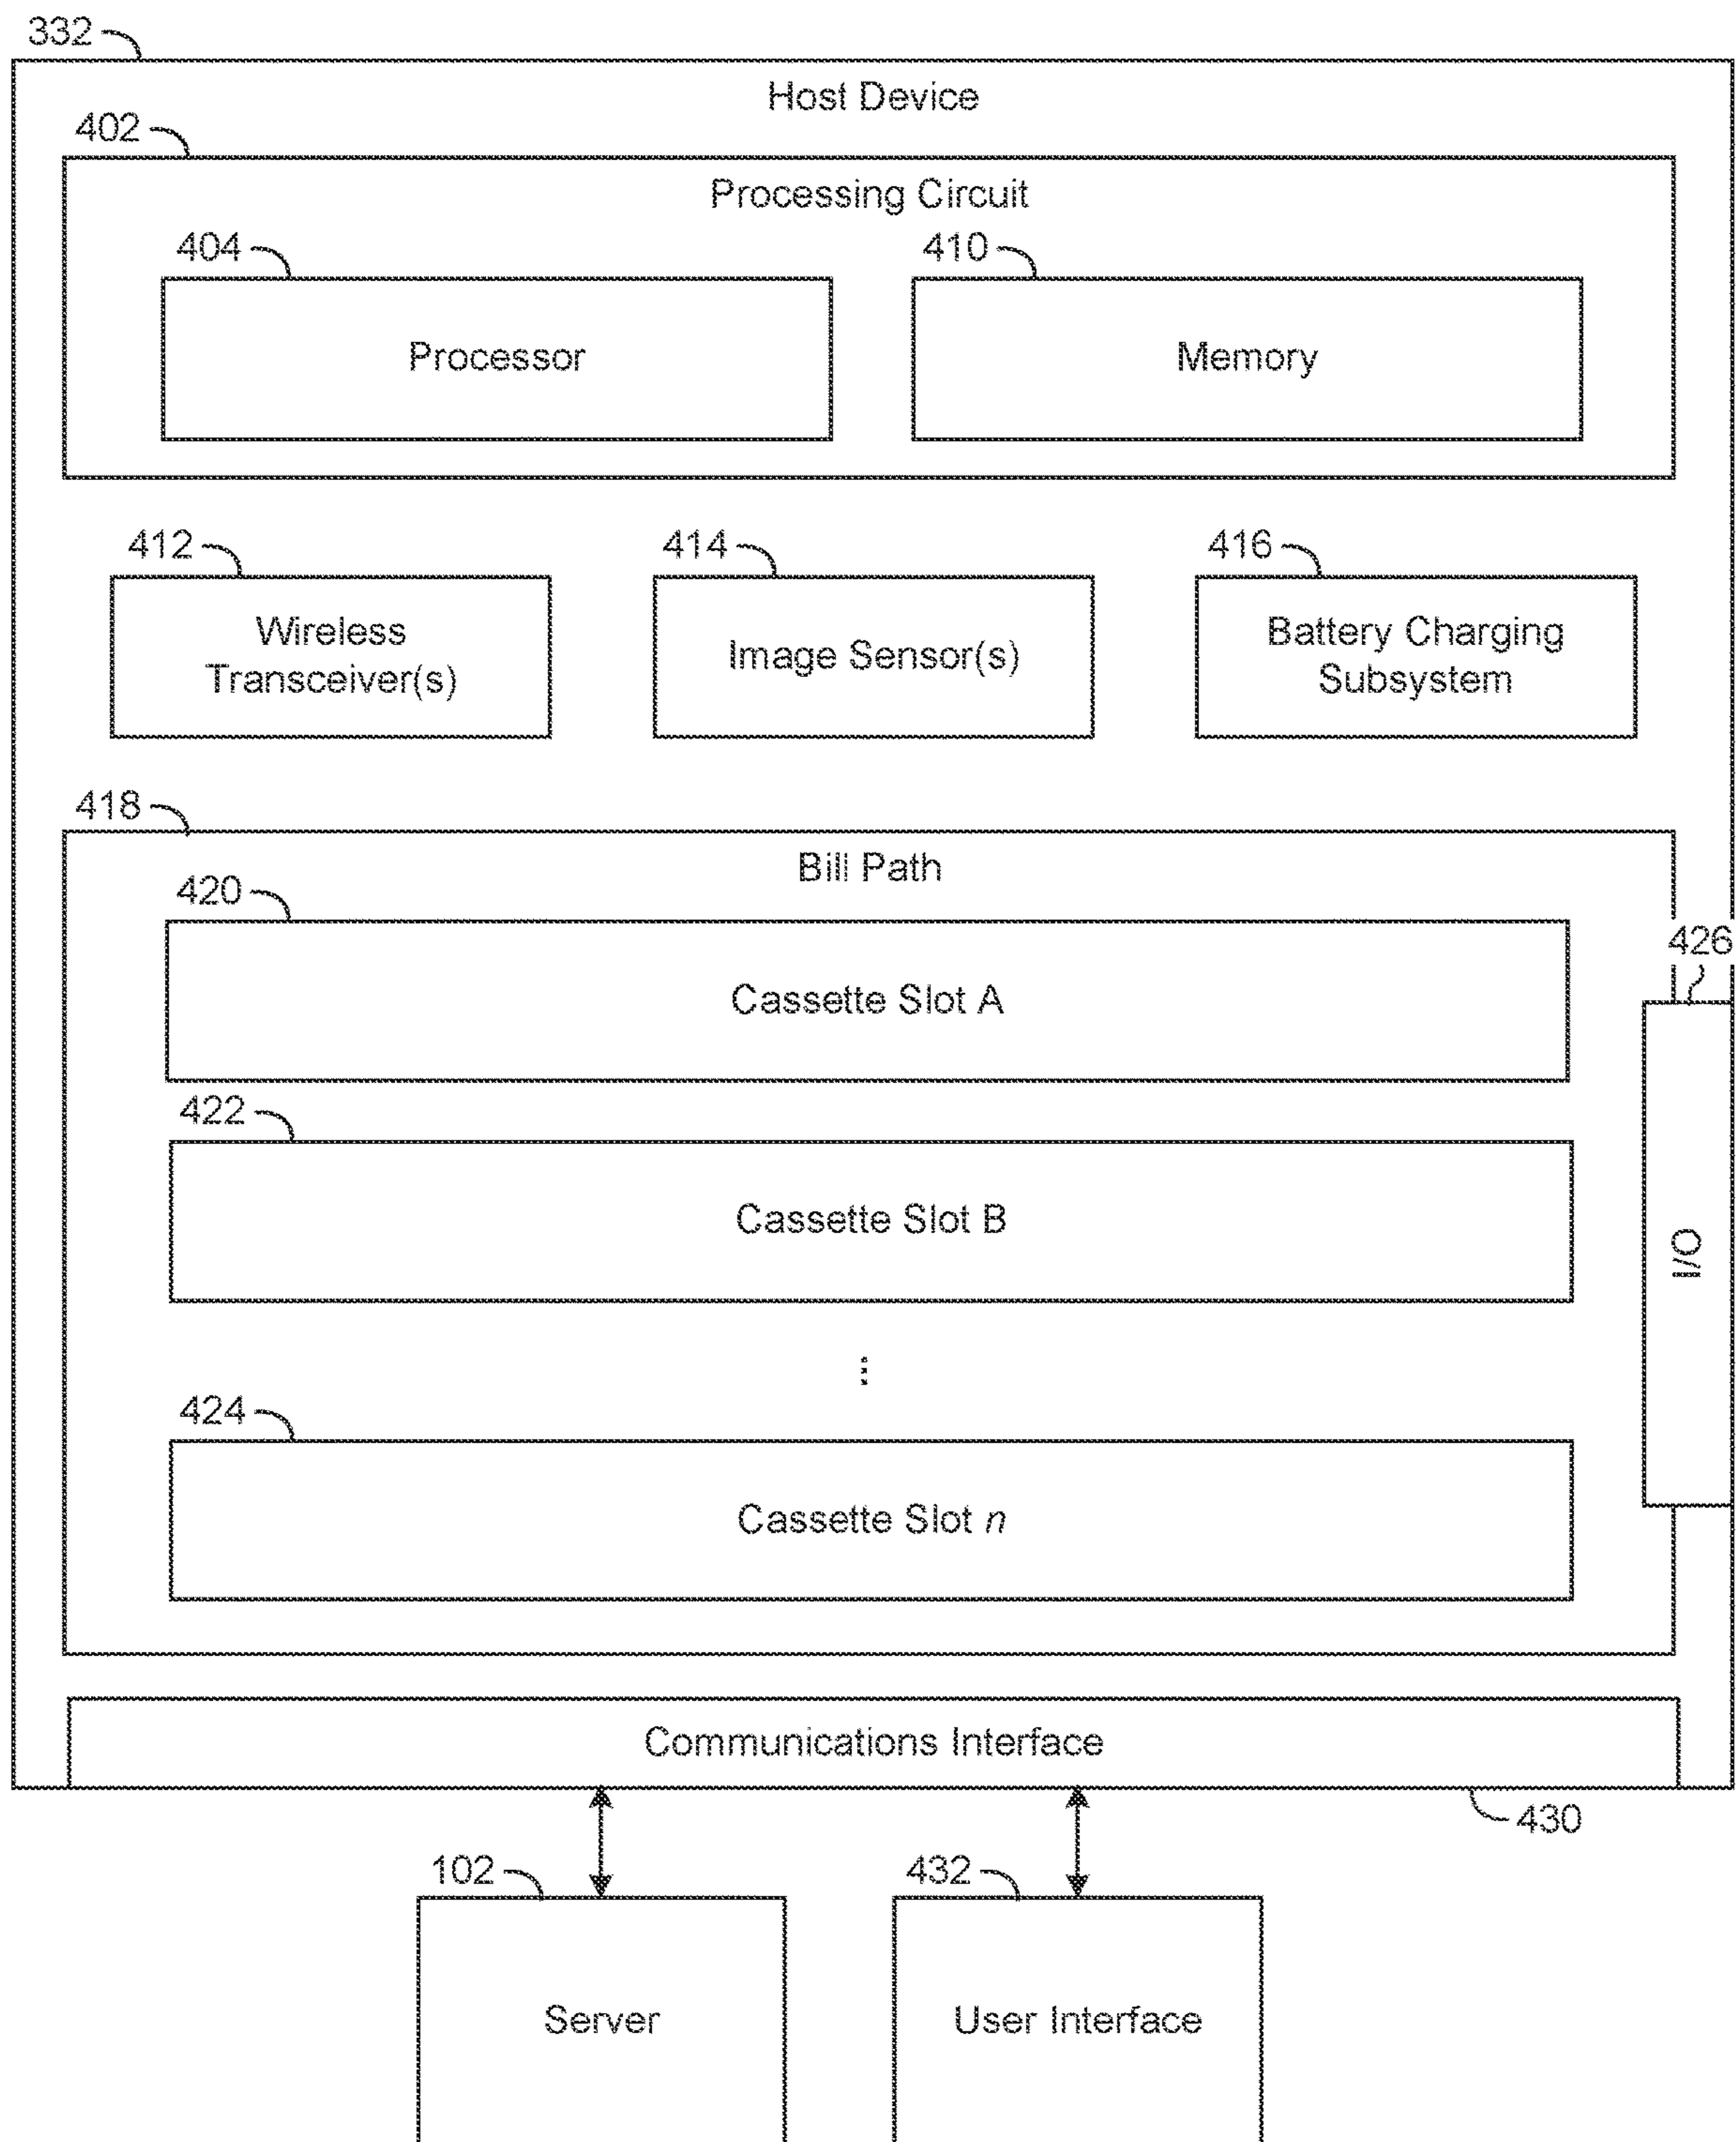 332
Host Device
402
Processing Circuit
404
410
Processor
Memory
412
414
416
Wireless
Transceiver(s)
Image Sensor(s)
Battery Charging
Subsystem
418
Bill Path
420
426
Cassette Slot A
422
Cassette Slot B
I/O
⋮
424
Cassette Slot n
Communications Interface
430
102
432
Server
User Interface